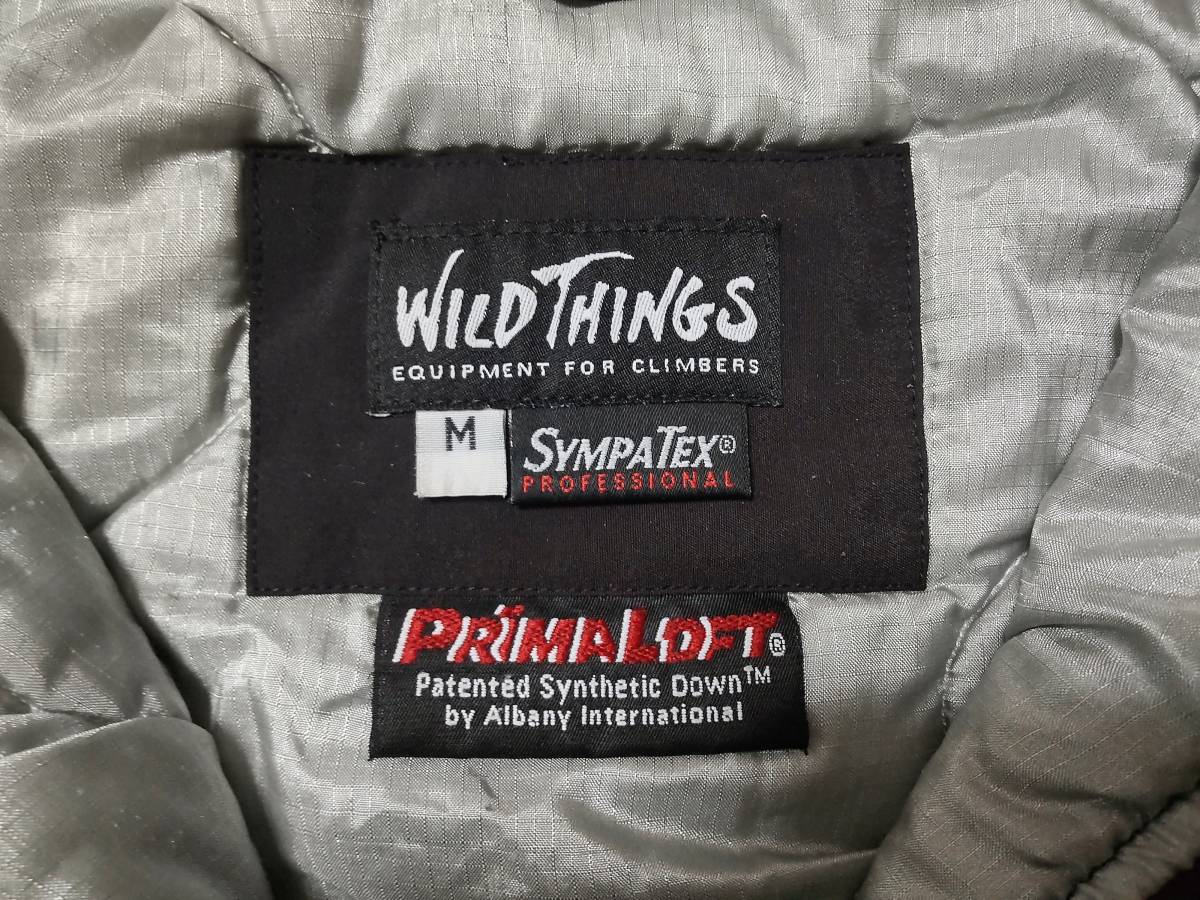 WILD THINGS
EQUIPMENT FOR CLIMBERS
M
SYMPATEX®
PROFESSIONAL
PRIMALOFT®
Patented Synthetic Down™
by Albany International